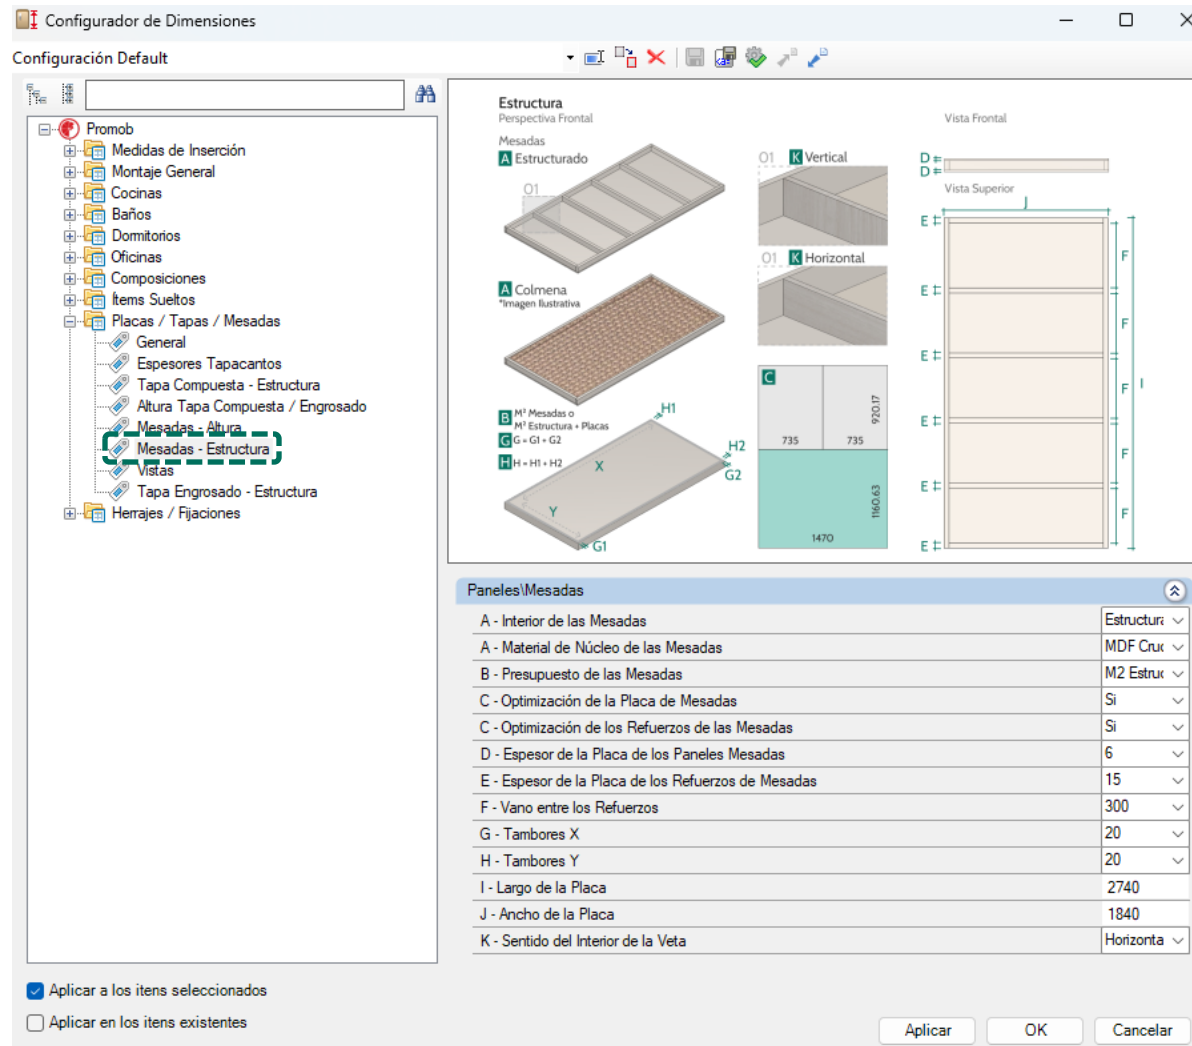 Configurador de Dimensiones
Configuración Default
Promob
Medidas de Inserción
Montaje General
Cocinas
Baños
Dormitorios
Oficinas
Composiciones
Ítems Sueltos
Placas / Tapas / Mesadas
General
Espesores Tapacantos
Tapa Compuesta - Estructura
Altura Tapa Compuesta / Engrosado
Mesadas - Altura
Mesadas - Estructura
Vistas
Tapa Engrosado - Estructura
Herrajes / Fijaciones
Estructura
Perspectiva Frontal
Mesadas
A Estructurado
O1
O1 K Vertical
O1 K Horizontal
A Colmena
*Imagen Ilustrativa
B M² Mesadas o
M² Estructura + Placas
G G = G1 + G2
H H = H1 + H2
X
Y
H1
H2
G2
G1
C
735
735
920.17
1160.63
1470
Vista Frontal
D
D
Vista Superior
J
E
E
E
E
E
E
F
F
F
F
F
I
Paneles\Mesadas
A - Interior de las Mesadas Estructura
A - Material de Núcleo de las Mesadas MDF Cruc
B - Presupuesto de las Mesadas M2 Estruc
C - Optimización de la Placa de Mesadas Si
C - Optimización de los Refuerzos de las Mesadas Si
D - Espesor de la Placa de los Paneles Mesadas 6
E - Espesor de la Placa de los Refuerzos de Mesadas 15
F - Vano entre los Refuerzos 300
G - Tambores X 20
H - Tambores Y 20
I - Largo de la Placa 2740
J - Ancho de la Placa 1840
K - Sentido del Interior de la Veta Horizonta
Aplicar a los itens seleccionados
Aplicar en los itens existentes
Aplicar
OK
Cancelar